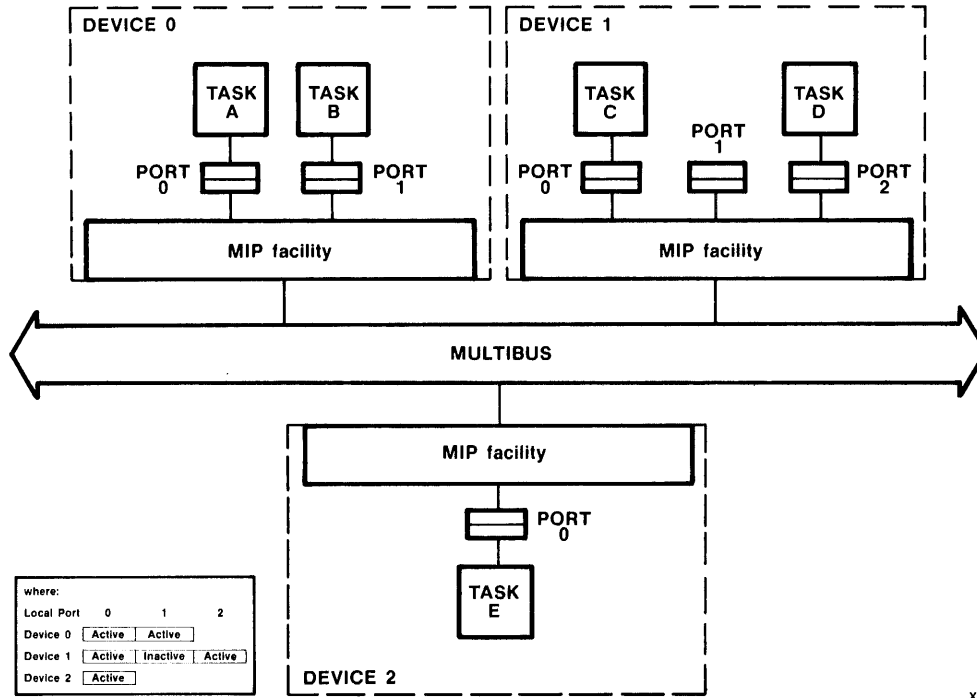 DEVICE 0
TASK
A
TASK
B
PORT
0
PORT
1
MIP facility
DEVICE 1
TASK
C
TASK
D
PORT
0
PORT
1
PORT
2
MIP facility
MULTIBUS
MIP facility
PORT
0
TASK
E
DEVICE 2
where:
Local Port 0 1 2
Device 0 Active Active
Device 1 Active Inactive Active
Device 2 Active
x